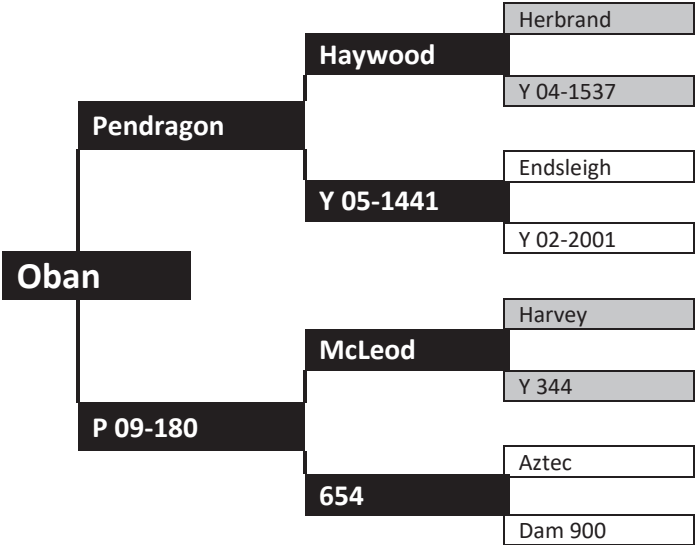 Herbrand
Haywood
Y 04-1537
Pendragon
Endsleigh
Y 05-1441
Y 02-2001
Oban
Harvey
McLeod
Y 344
P 09-180
Aztec
654
Dam 900